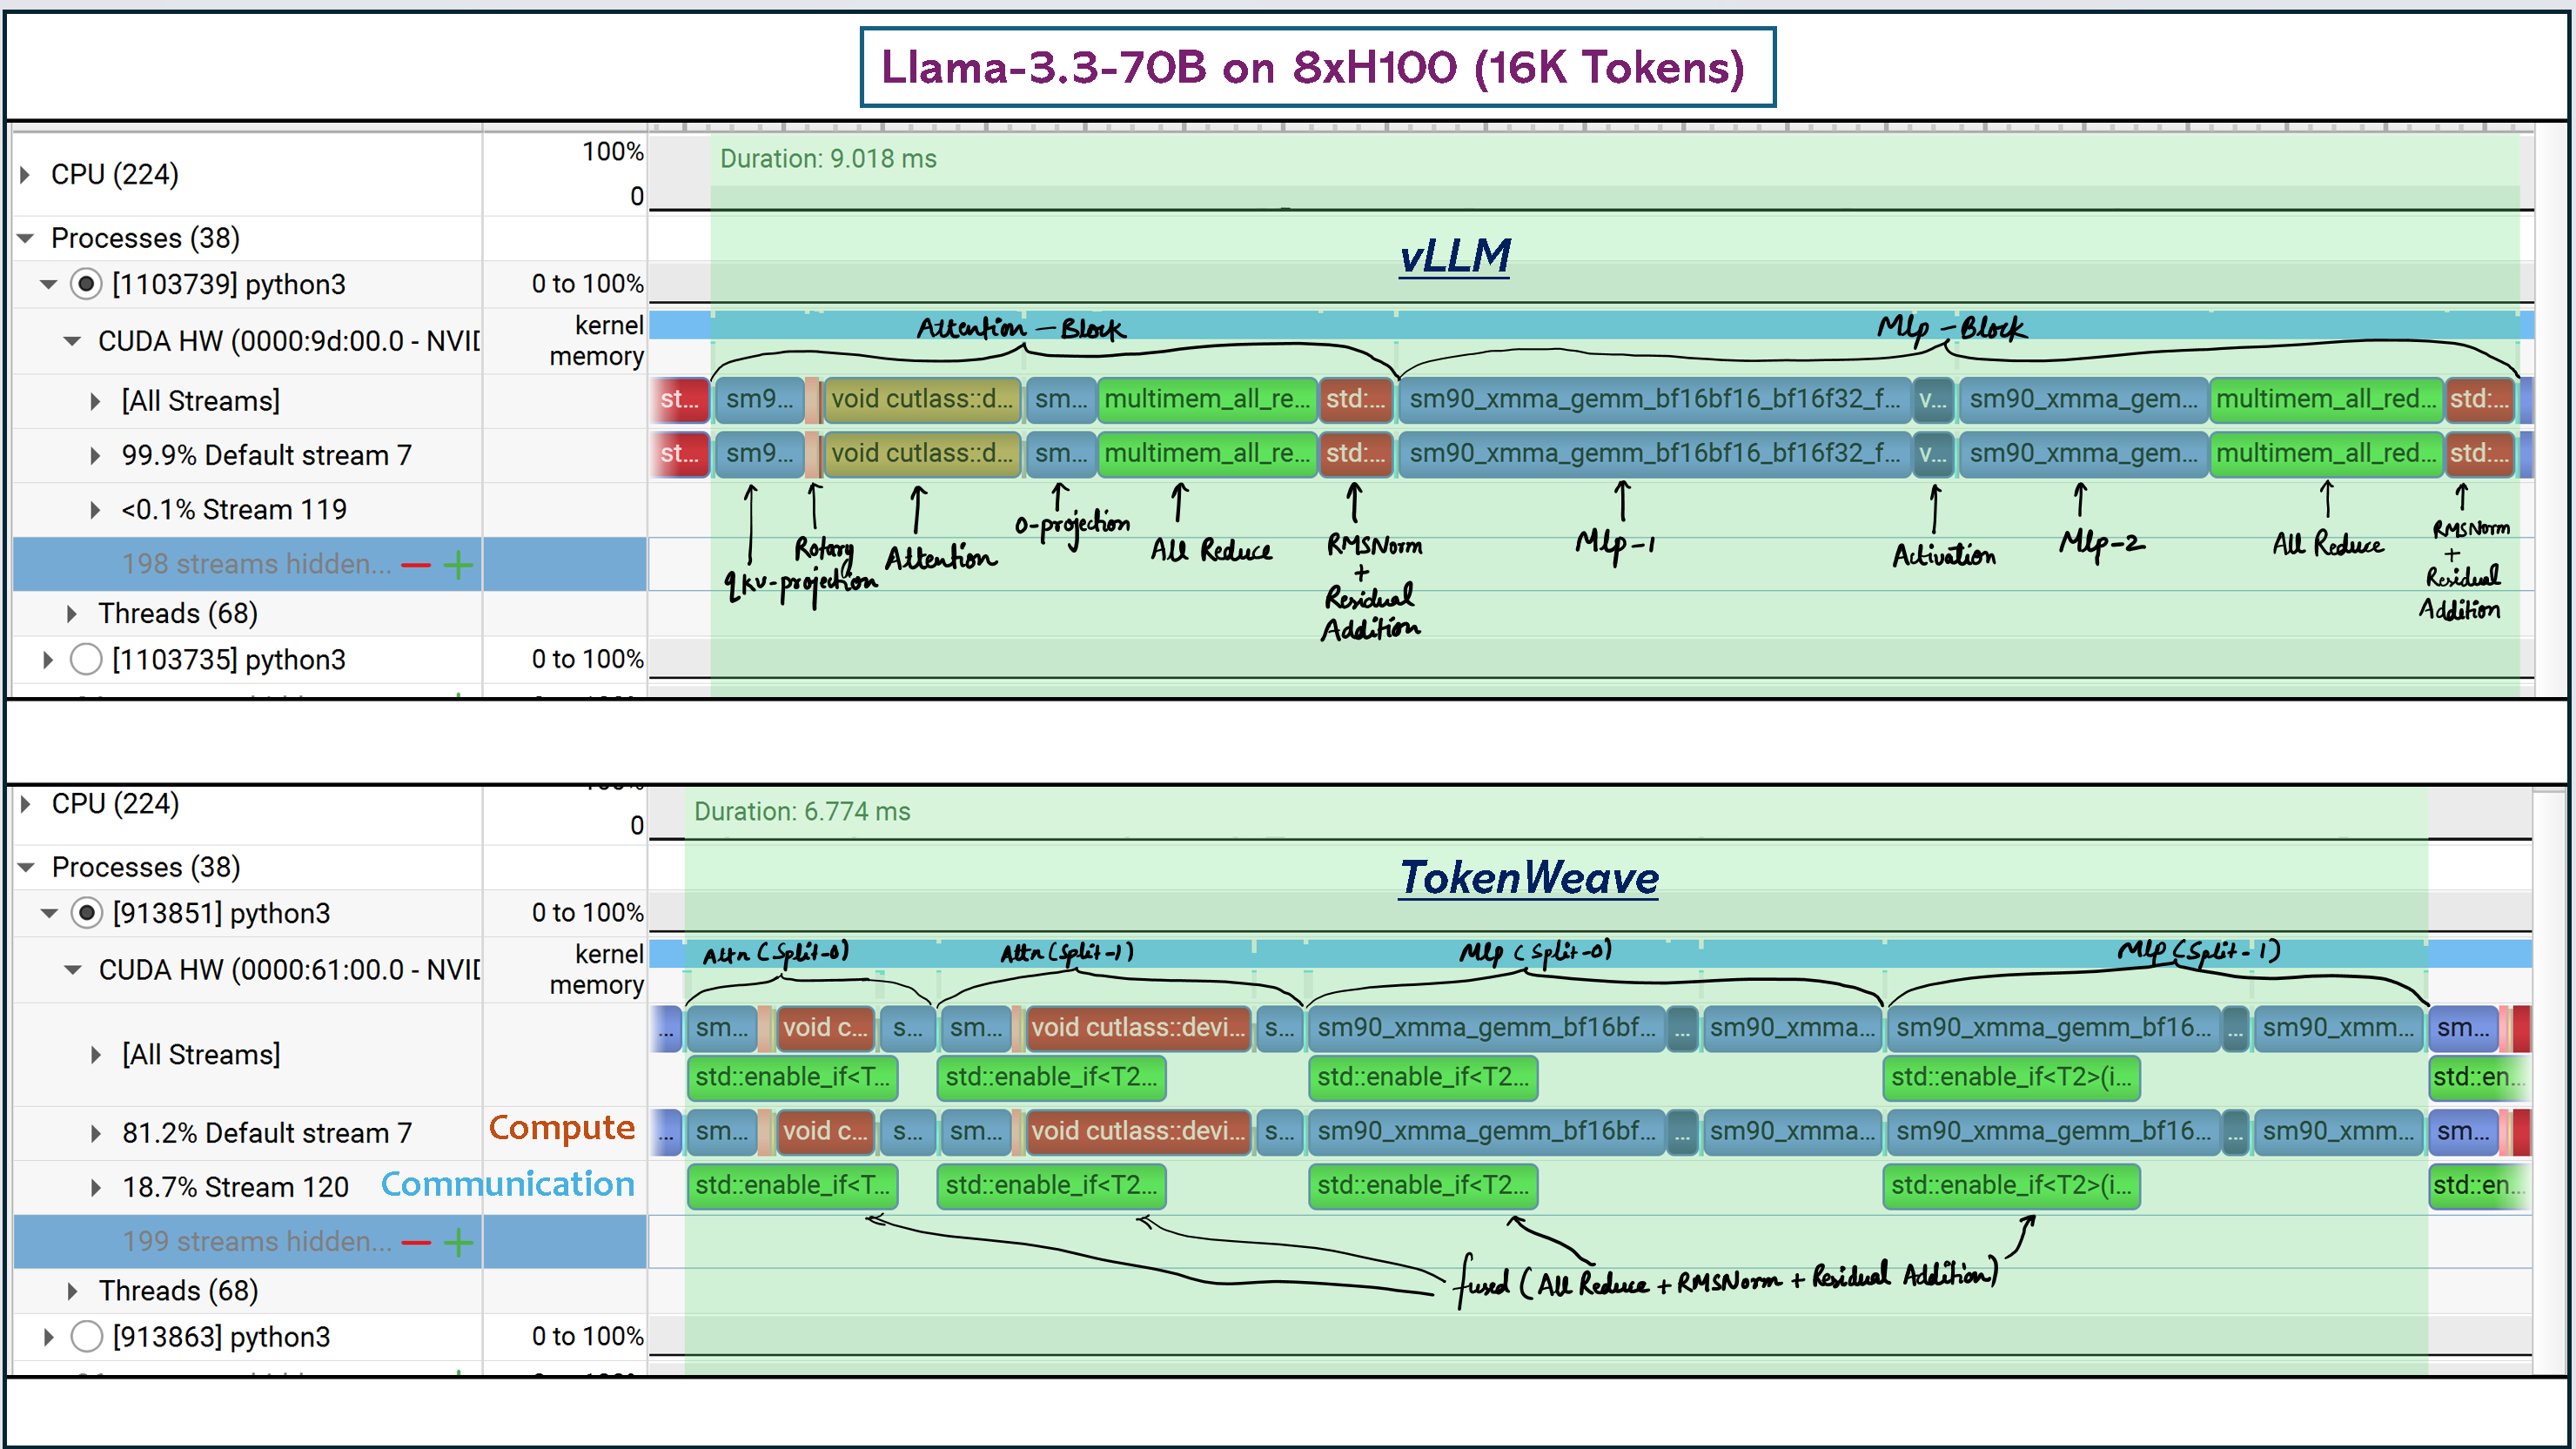 Llama-3.3-70B on 8xH100 (16K Tokens)
CPU (224)
100%
0
Duration: 9.018 ms
Processes (38)
vLLM
[1103739] python3
0 to 100%
CUDA HW (0000:9d:00.0 - NVID
kernel
memory
Attention - Block
Mlp - Block
[All Streams]
st... sm9... void cutlass::d... sm... multimem_all_re... std:... sm90_xmma_gemm_bf16bf16_bf16f32_f... v... sm90_xmma_gem... multimem_all_red... std:...
99.9% Default stream 7
st... sm9... void cutlass::d... sm... multimem_all_re... std:... sm90_xmma_gemm_bf16bf16_bf16f32_f... v... sm90_xmma_gem... multimem_all_red... std:...
<0.1% Stream 119
198 streams hidden...
qkv-projection
Rotary
Attention
o-projection
All Reduce
RMSNorm
+
Residual
Addition
Mlp-1
Activation
Mlp-2
All Reduce
RMSNorm
+
Residual
Addition
Threads (68)
[1103735] python3
0 to 100%
CPU (224)
0
Duration: 6.774 ms
Processes (38)
TokenWeave
[913851] python3
0 to 100%
CUDA HW (0000:61:00.0 - NVID
kernel
memory
Attn (Split-0)
Attn (Split-1)
Mlp (Split-0)
Mlp (Split-1)
[All Streams]
... sm... void c... s... sm... void cutlass::devi... s... sm90_xmma_gemm_bf16bf... ... sm90_xmma... sm90_xmma_gemm_bf16... ... sm90_xmm... sm...
std::enable_if<T... std::enable_if<T2... std::enable_if<T2... std::enable_if<T2>(i... std::en...
81.2% Default stream 7
Compute
... sm... void c... s... sm... void cutlass::devi... s... sm90_xmma_gemm_bf16bf... ... sm90_xmma... sm90_xmma_gemm_bf16... ... sm90_xmm... sm...
18.7% Stream 120
Communication
std::enable_if<T... std::enable_if<T2... std::enable_if<T2... std::enable_if<T2>(i... std::en...
199 streams hidden...
fused (All Reduce + RMSNorm + Residual Addition)
Threads (68)
[913863] python3
0 to 100%